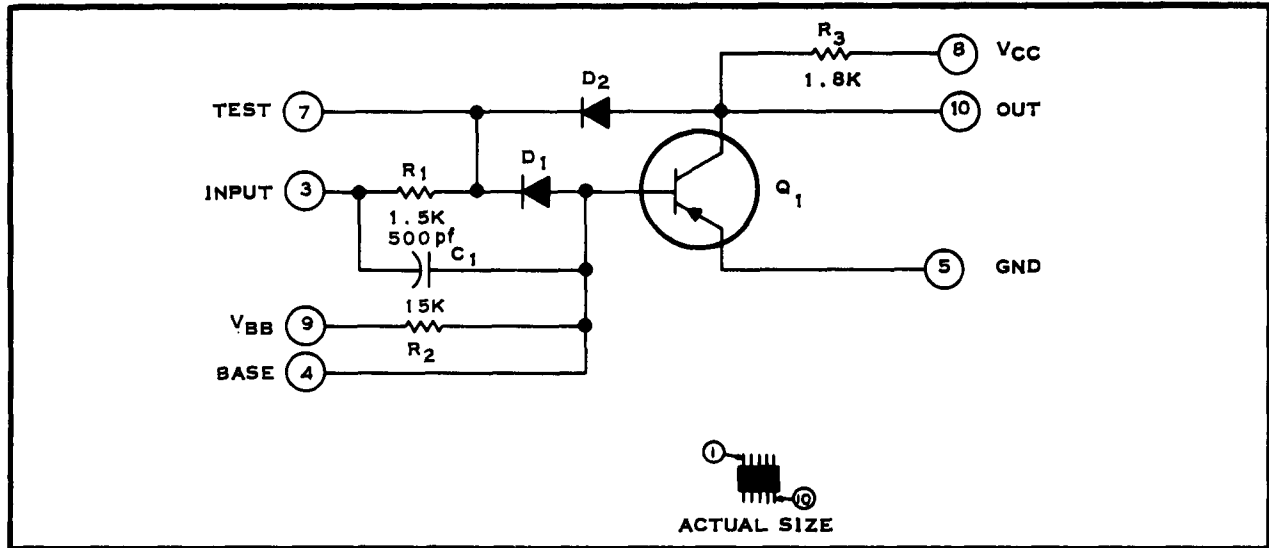 R3
8 VCC
1.8K
D2
TEST 7
10 OUT
D1
R1
INPUT 3
Q1
1.5K
500pf
C1
5 GND
15K
VBB 9
R2
BASE 4
1
10
ACTUAL SIZE